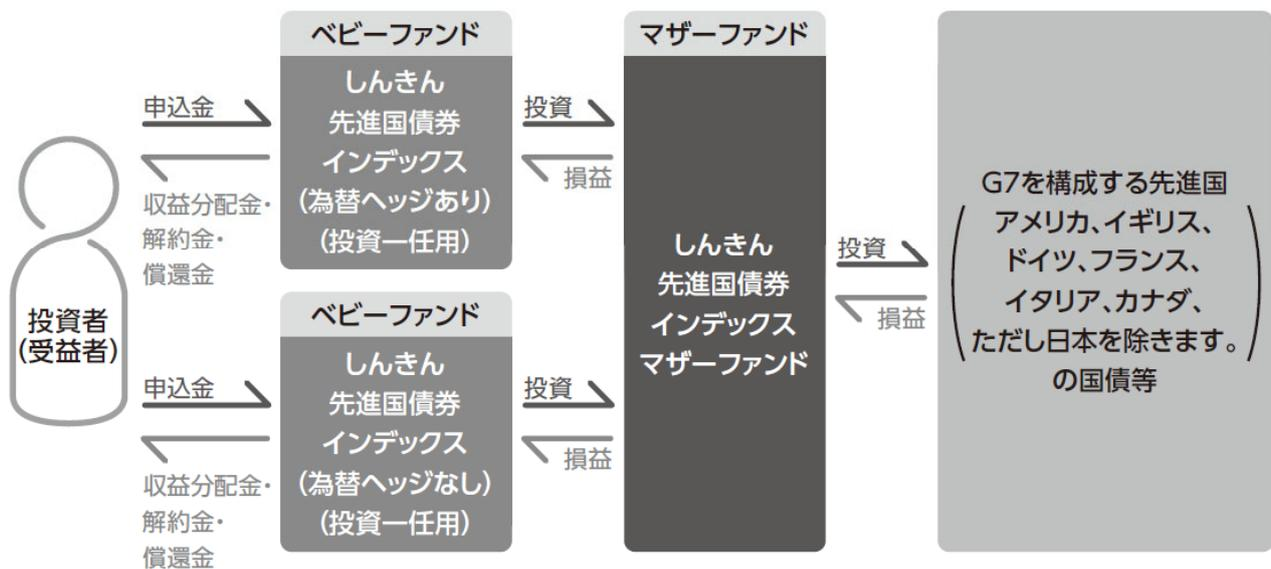 投資者
(受益者)
申込金
収益分配金・
解約金・
償還金
ベビーファンド
しんきん
先進国債券
インデックス
(為替ヘッジあり)
(投資一任用)
投資
損益
申込金
収益分配金・
解約金・
償還金
ベビーファンド
しんきん
先進国債券
インデックス
(為替ヘッジなし)
(投資一任用)
投資
損益
マザーファンド
しんきん
先進国債券
インデックス
マザーファンド
投資
損益
G7を構成する先進国
アメリカ、イギリス、
ドイツ、フランス、
イタリア、カナダ、
ただし日本を除きます。
の国債等